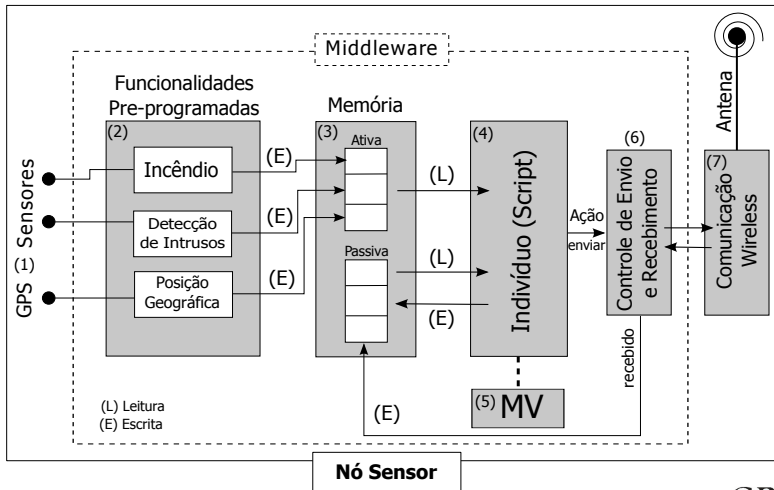 Middleware
Antena
Funcionalidades
Pre-programadas
Memória
(2)
Incêndio
Detecção
de Intrusos
Posição
Geográfica
Sensores
(1)
GPS
(E)
(E)
(E)
(3)
Ativa
Passiva
(L)
(L)
(E)
(4)
Indivíduo (Script)
(5) MV
Ação
enviar
(6)
Controle de Envio
e Recebimento
recebido
(E)
(7)
Comunicação
Wireless
(L) Leitura
(E) Escrita
Nó Sensor